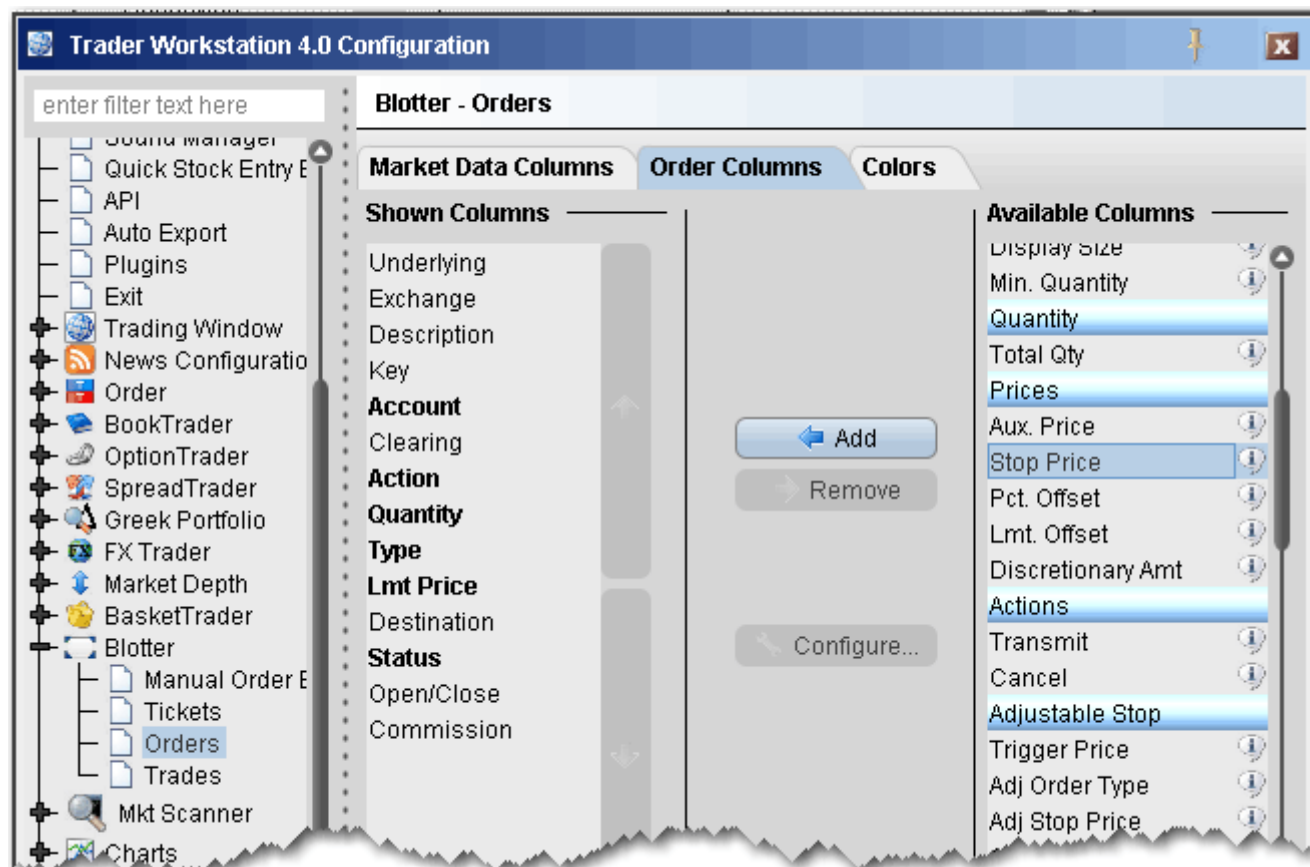 Trader Workstation 4.0 Configuration
enter filter text here
Sound Manager
Quick Stock Entry E
API
Auto Export
Plugins
Exit
Trading Window
News Configuratio
Order
BookTrader
OptionTrader
SpreadTrader
Greek Portfolio
FX Trader
Market Depth
BasketTrader
Blotter
Manual Order E
Tickets
Orders
Trades
Mkt Scanner
Charts
Blotter - Orders
Market Data Columns
Order Columns
Colors
Shown Columns
Underlying
Exchange
Description
Key
Account
Clearing
Action
Quantity
Type
Lmt Price
Destination
Status
Open/Close
Commission
Add
Remove
Configure...
Available Columns
Display Size
Min. Quantity
Quantity
Total Qty
Prices
Aux. Price
Stop Price
Pct. Offset
Lmt. Offset
Discretionary Amt
Actions
Transmit
Cancel
Adjustable Stop
Trigger Price
Adj Order Type
Adj Stop Price